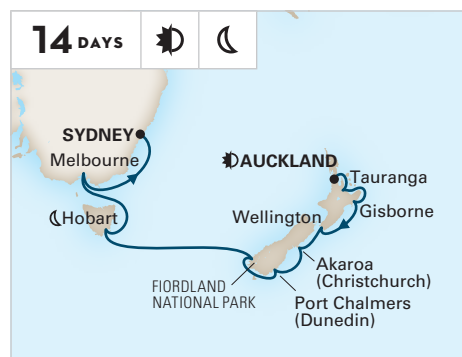 14 DAYS
SYDNEY
Melbourne
AUCKLAND
Tauranga
Hobart
Wellington
Gisborne
FIORDLAND
NATIONAL PARK
Akaroa
(Christchurch)
Port Chalmers
(Dunedin)